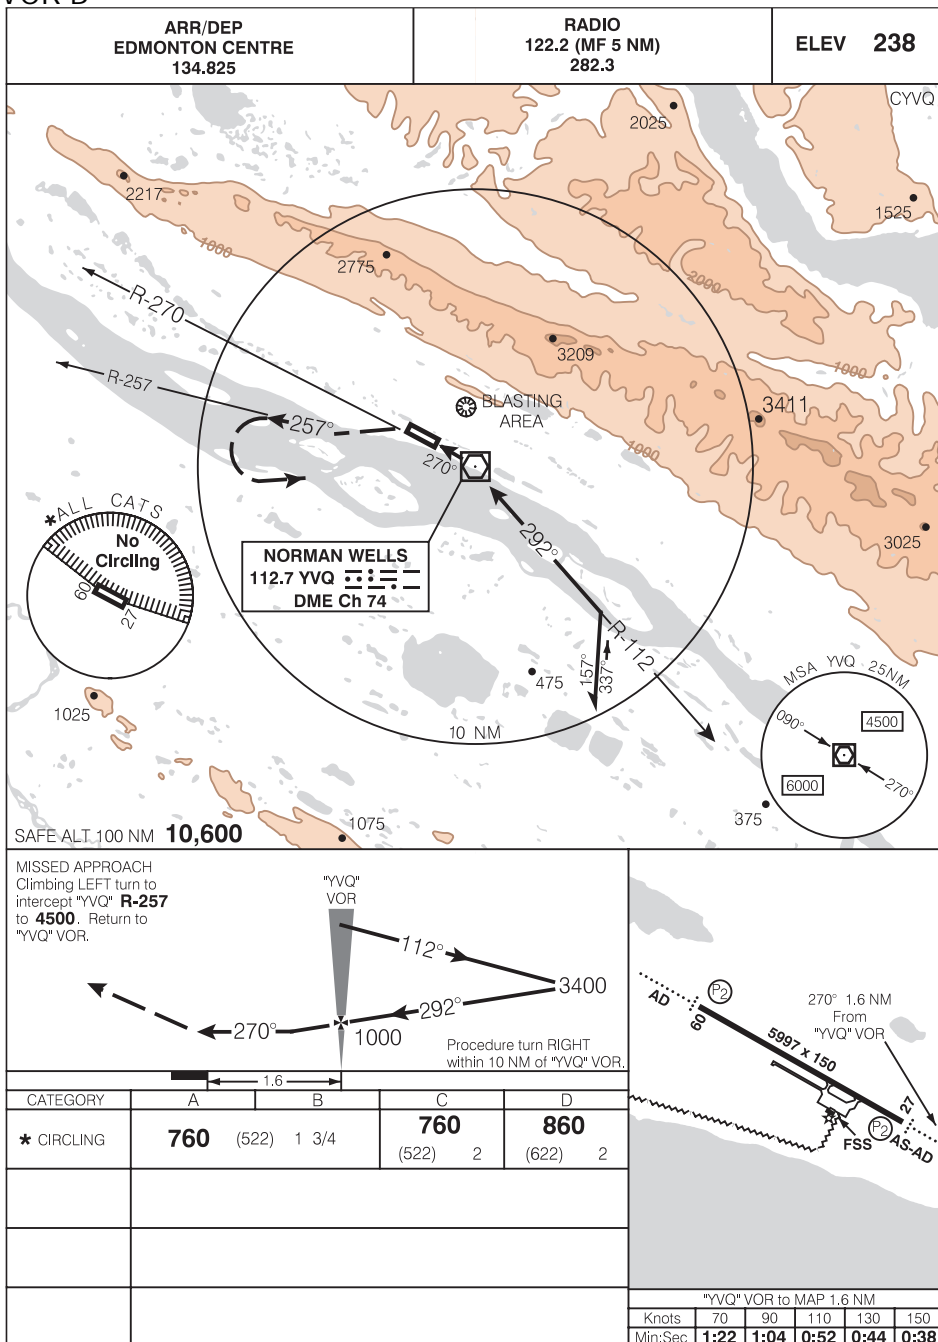 ARR/DEP
EDMONTON CENTRE
134.825
RADIO
122.2 (MF 5 NM)
282.3
ELEV 238
CYVQ
2025
2217
1525
1000
2775
2000
R-270
3209
1000
R-257
BLASTING
AREA
3411
257°
270°
1000
*ALL CATS
No
Circling
60
27
292°
3025
NORMAN WELLS
112.7 YVQ
DME Ch 74
R-112
157°
337°
475
MSA YVQ 25NM
090°
4500
6000
270°
1025
10 NM
375
1075
SAFE ALT 100 NM 10,600
MISSED APPROACH
Climbing LEFT turn to
intercept "YVQ" R-257
to 4500. Return to
"YVQ" VOR.
"YVQ"
VOR
112°
3400
292°
270°
1000
Procedure turn RIGHT
within 10 NM of "YVQ" VOR.
1.6
AD
P2
60
270° 1.6 NM
From
"YVQ" VOR
5997 x 150
27
FSS
P2
AS-AD
CATEGORY A B C D
* CIRCLING 760 (522) 1 3/4 760 (522) 2 860 (622) 2
"YVQ" VOR to MAP 1.6 NM
Knots 70 90 110 130 150
Min:Sec 1:22 1:04 0:52 0:44 0:38